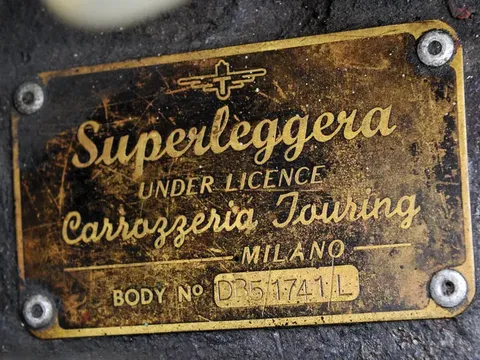 Superleggera
UNDER LICENCE
Carrozzeria Touring
MILANO
BODY Nº DB5/1741/L